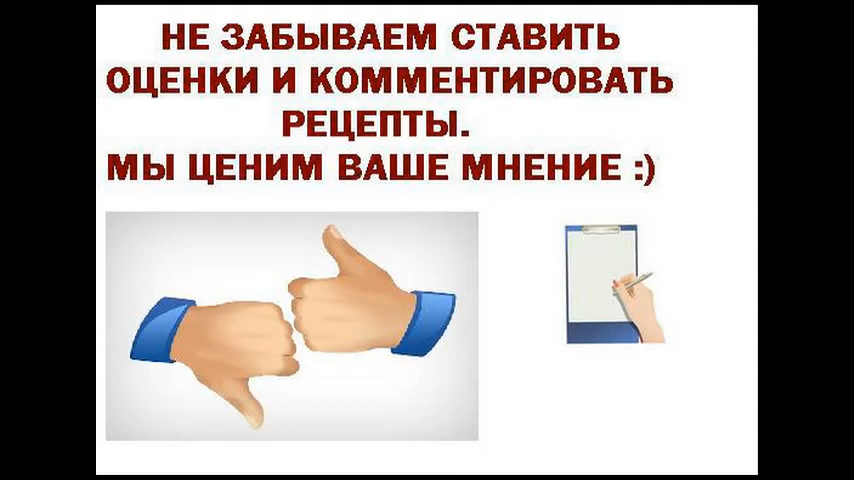 НЕ ЗАБЫВАЕМ СТАВИТЬ
ОЦЕНКИ И КОММЕНТИРОВАТЬ
РЕЦЕПТЫ.
МЫ ЦЕНИМ ВАШЕ МНЕНИЕ :)